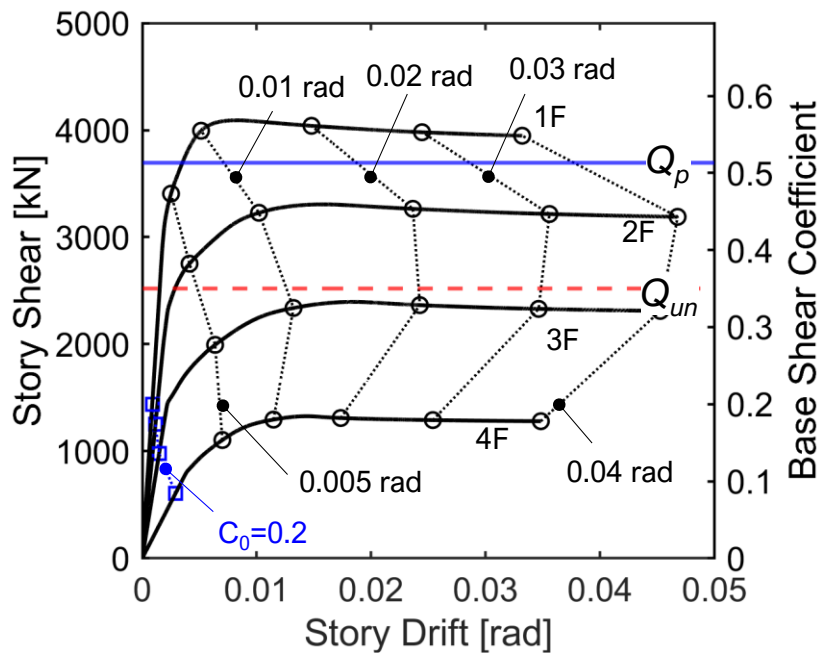 5000
4000
3000
2000
1000
0
Story Shear [kN]
0
0.01
0.02
0.03
0.04
0.05
Story Drift [rad]
0.6
0.5
0.4
0.3
0.2
0.1
0
Base Shear Coefficient
0.01 rad
0.02 rad
0.03 rad
1F
Qp
2F
Qun
3F
4F
0.005 rad
0.04 rad
C0=0.2